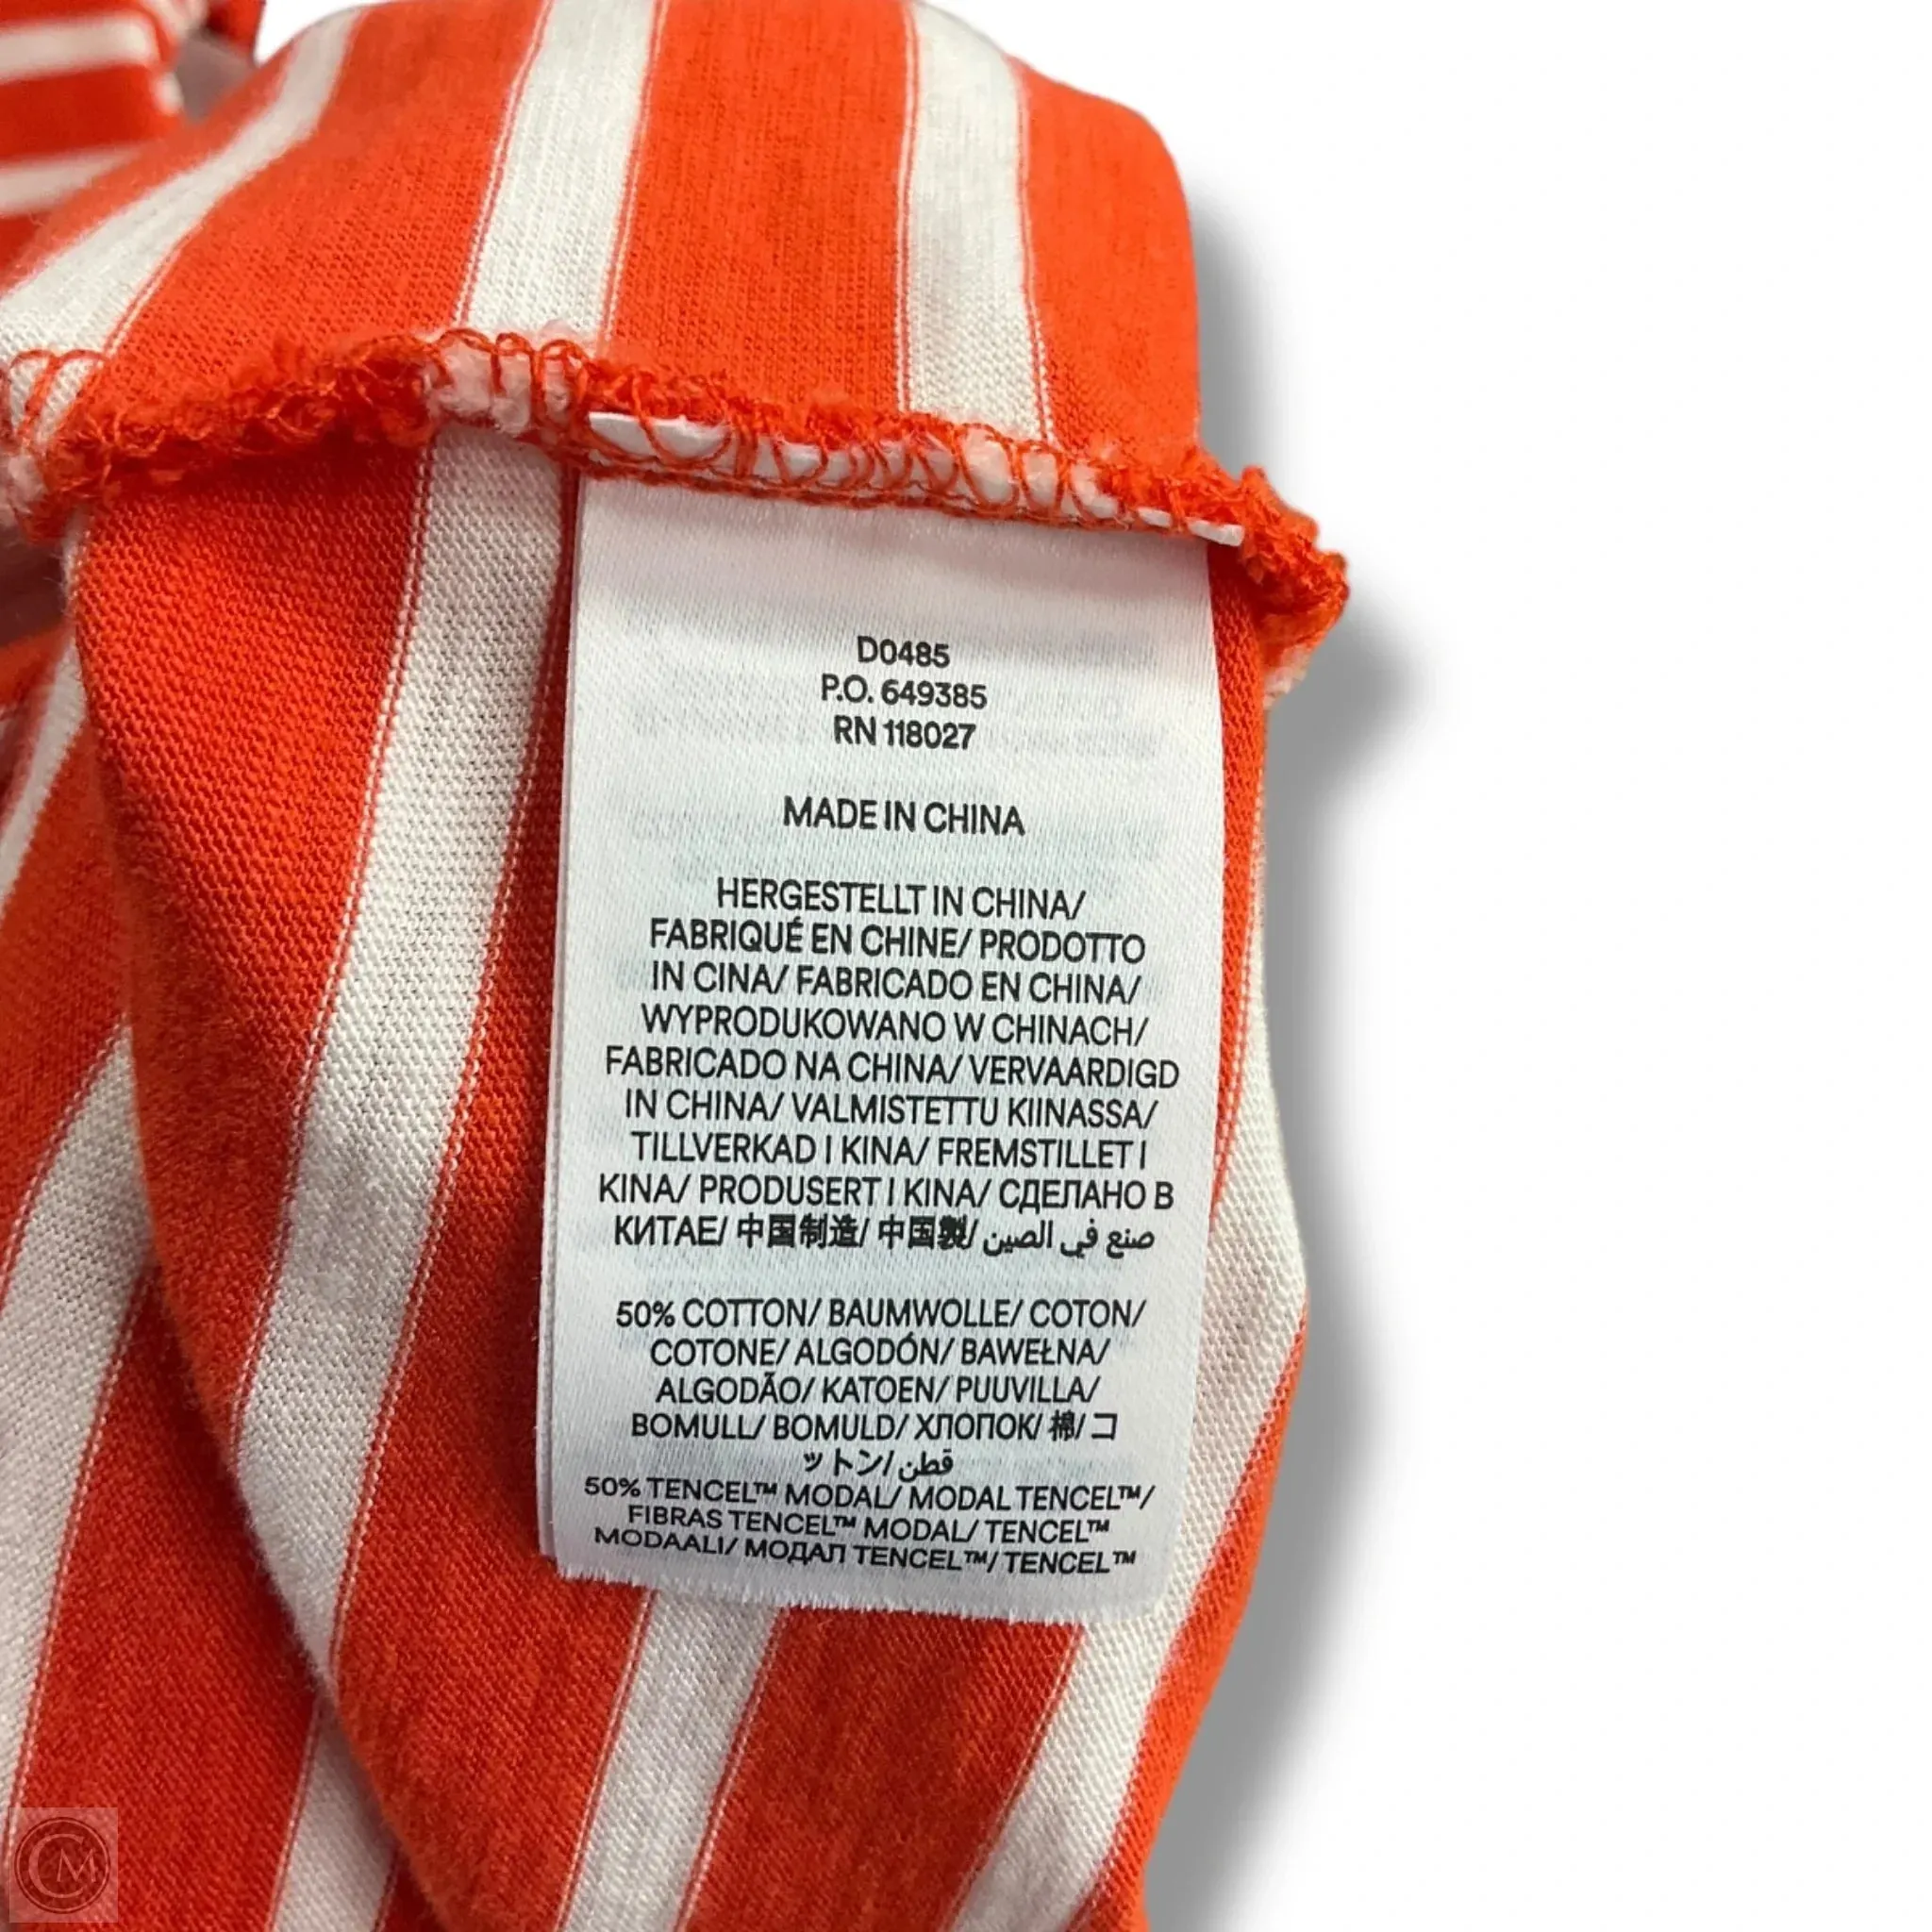 D0485
P.O. 649385
RN 118027
MADE IN CHINA
HERGESTELLT IN CHINA/
FABRIQUÉ EN CHINE/ PRODOTTO
IN CINA/ FABRICADO EN CHINA/
WYPRODUKOWANO W CHINACH/
FABRICADO NA CHINA/ VERVAARDIGD
IN CHINA/ VALMISTETTU KIINASSA/
TILLVERKAD I KINA/ FREMSTILLET I
KINA/ PRODUSERT I KINA/ СДЕЛАНО В
КИТАЕ/ 中国制造/ 中国製/ صنع في الصين
50% COTTON/ BAUMWOLLE/ COTON/
COTONE/ ALGODÓN/ BAWEŁNA/
ALGODÃO/ KATOEN/ PUUVILLA/
BOMULL/ BOMULD/ ХЛОПОК/ 棉/ コ
ットン/ قطن
50% TENCEL™ MODAL/ MODAL TENCEL™/
FIBRAS TENCEL™ MODAL/ TENCEL™
MODAALI/ МОДАЛ TENCEL™/ TENCEL™
CM